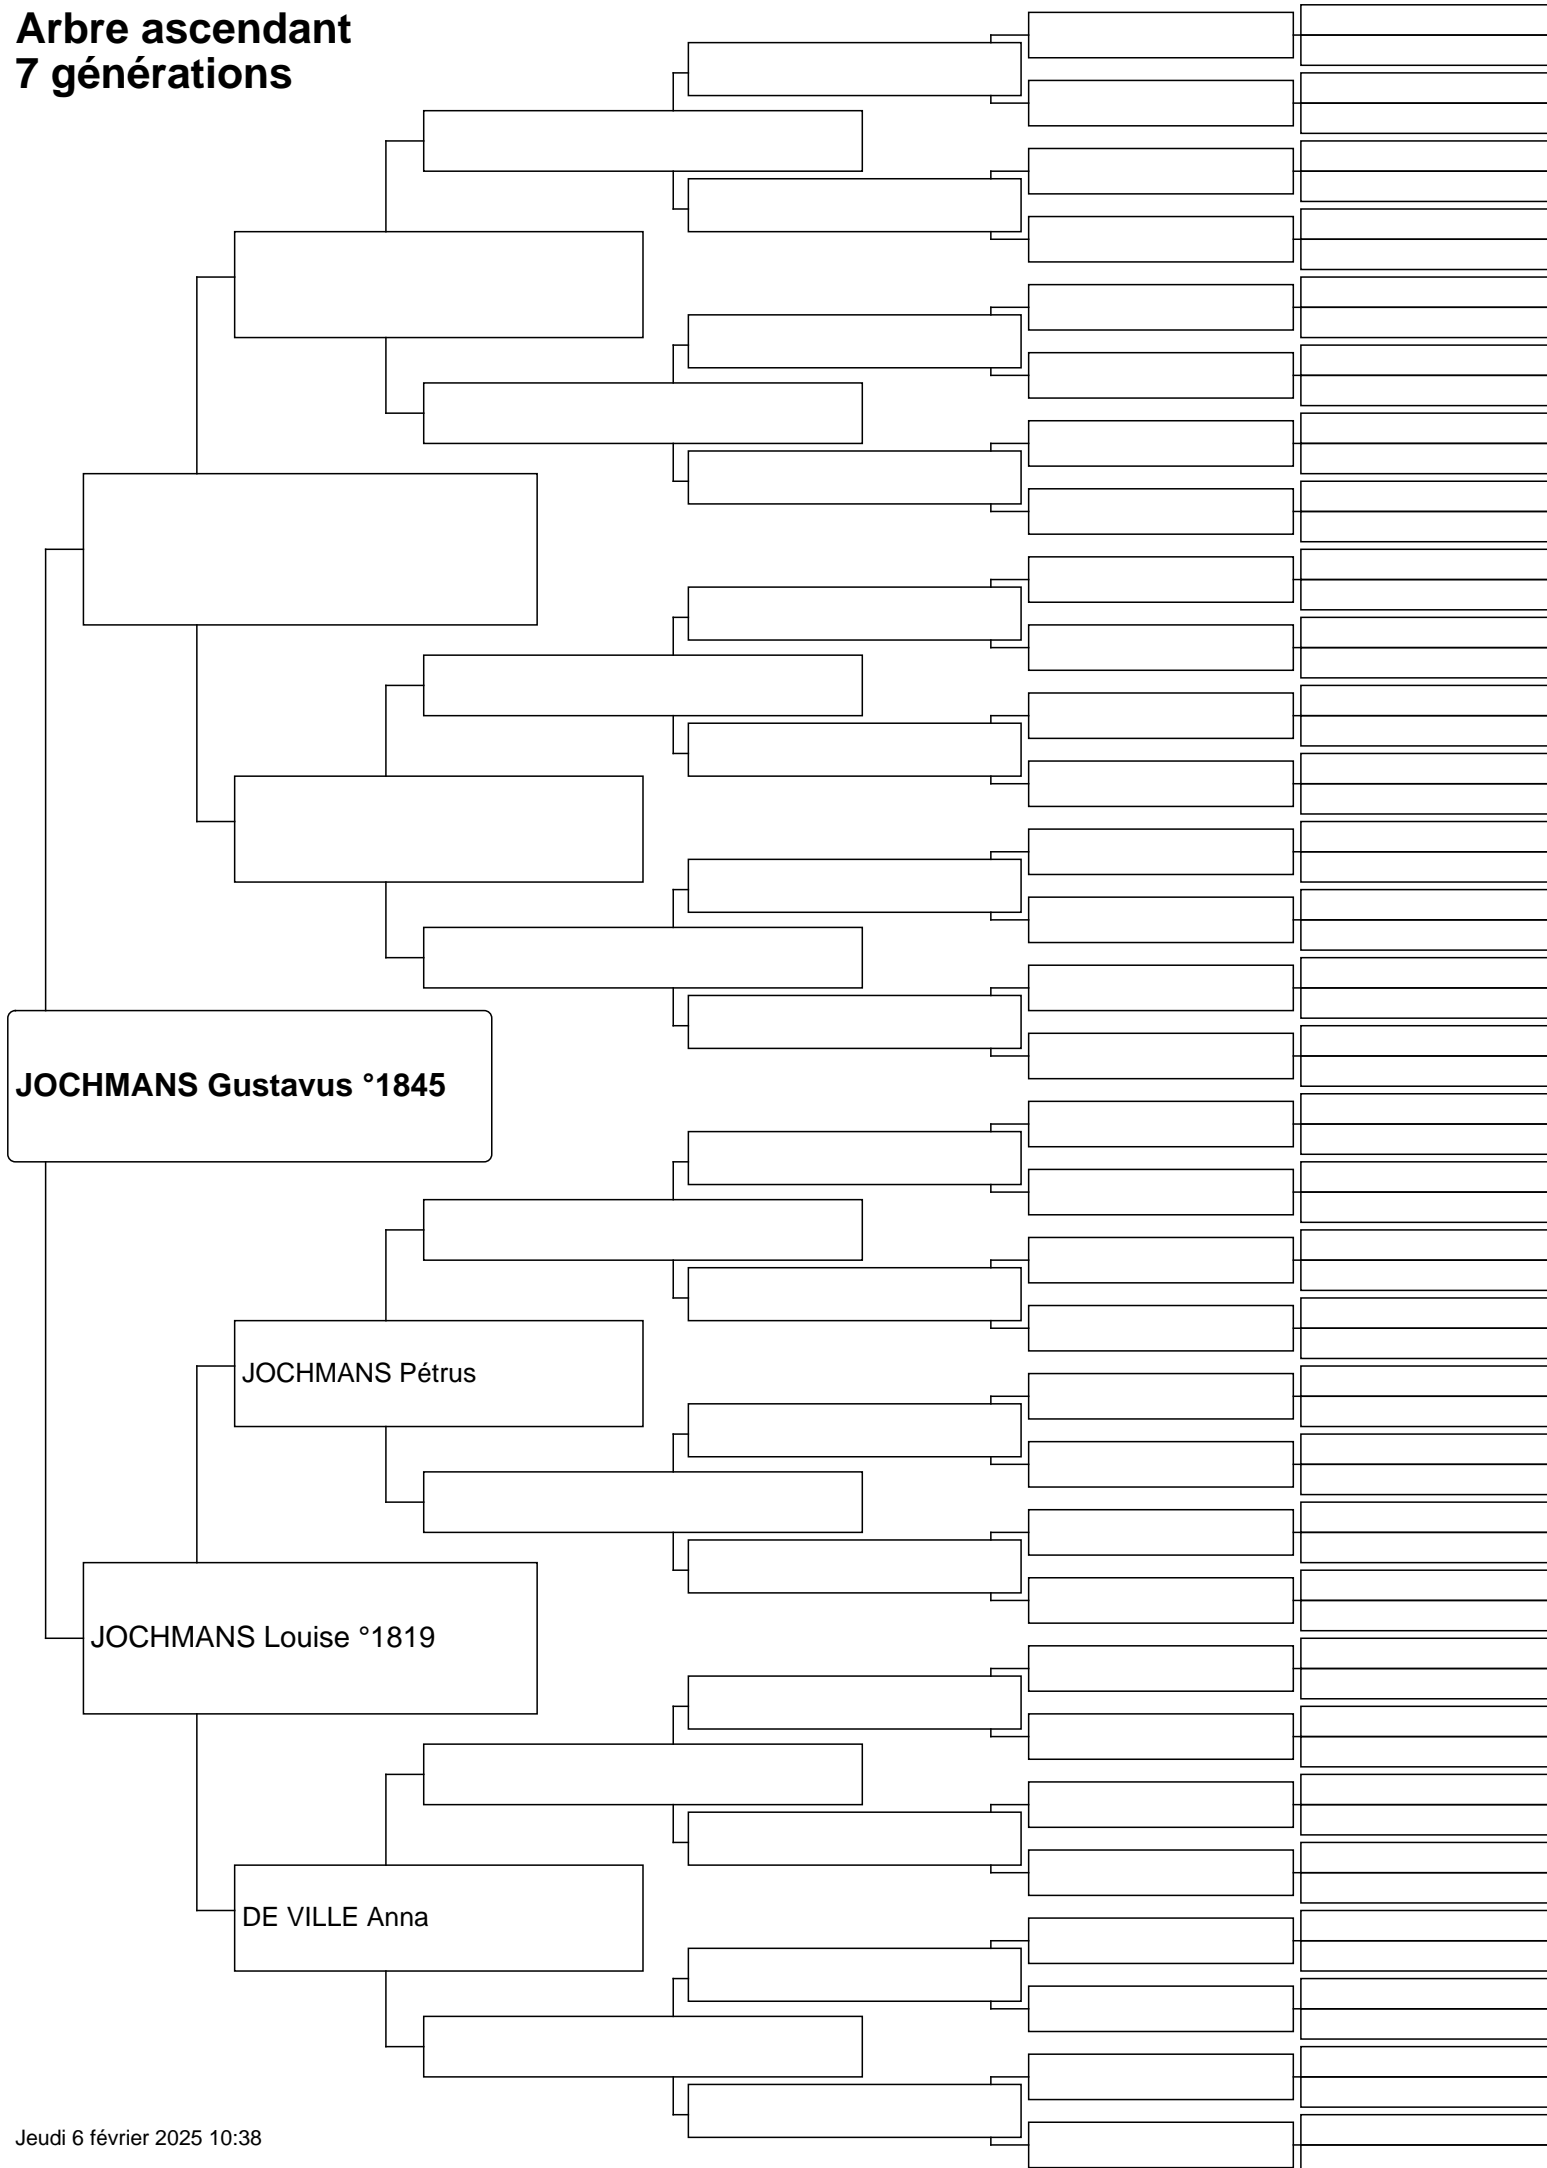 Arbre ascendant
7 générations
JOCHMANS Gustavus °1845
JOCHMANS Pétrus
JOCHMANS Louise °1819
DE VILLE Anna
Jeudi 6 février 2025 10:38